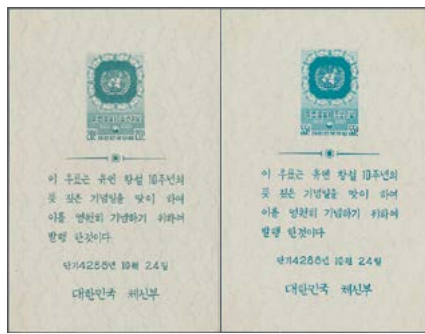 이 우표는 유엔 창설 10주년의
뜻 깊은 기념일을 맞이 하여
이를 영원히 기념하기 위하여
발행 한것이다
단기4288년 10월 24일
대한민국 체신부
이 우표는 유엔 창설 10주년의
뜻 깊은 기념일을 맞이 하여
이를 영원히 기념하기 위하여
발행 한것이다
단기4288년 10월 24일
대한민국 체신부